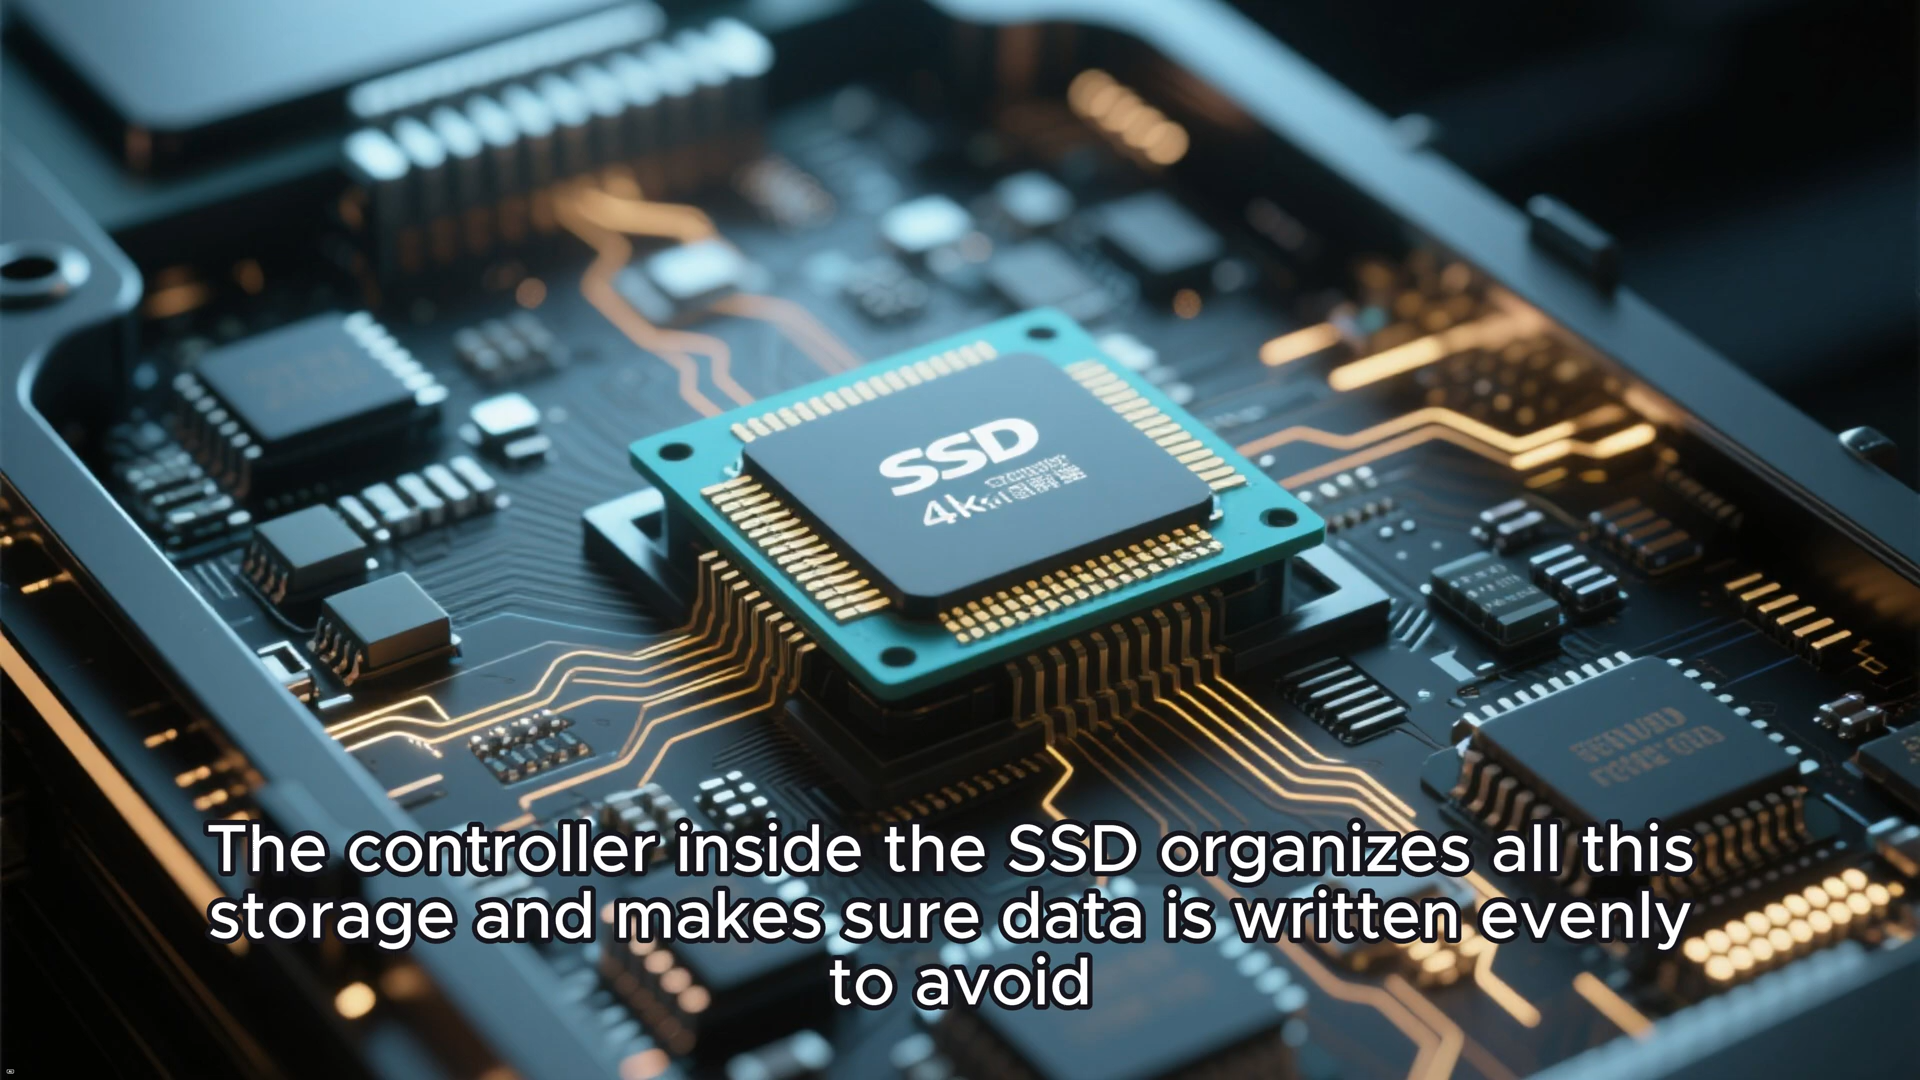 SSD
4k
The controller inside the SSD organizes all this
storage and makes sure data is written evenly
to avoid